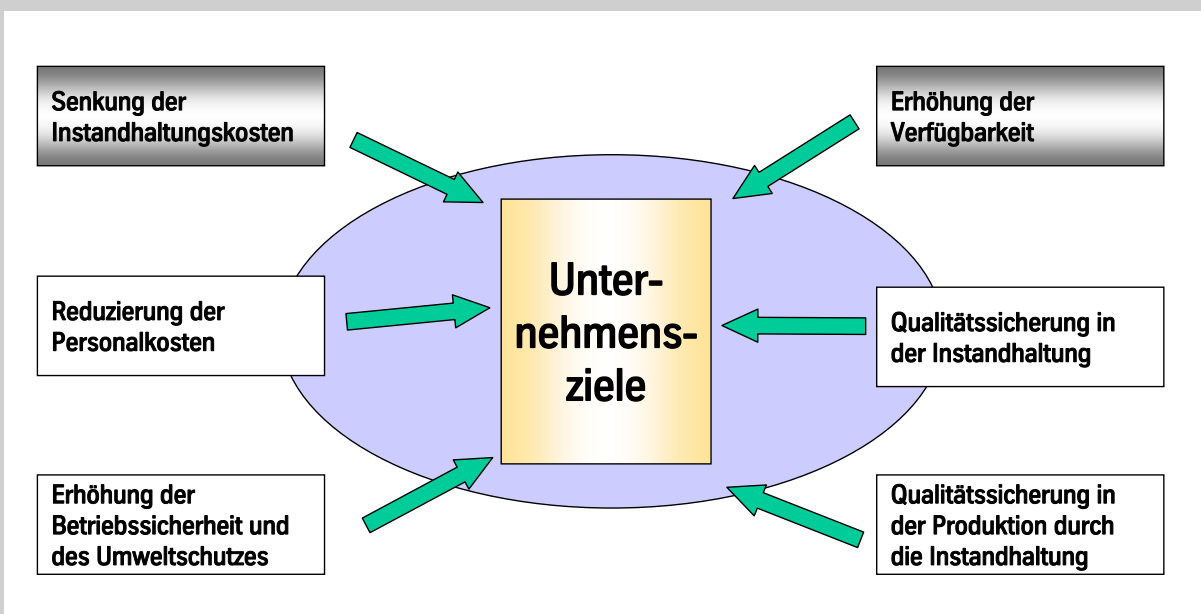 Senkung der
Instandhaltungskosten
Erhöhung der
Verfügbarkeit
Reduzierung der
Personalkosten
Unter-
nehmens-
ziele
Qualitätssicherung in
der Instandhaltung
Erhöhung der
Betriebssicherheit und
des Umweltschutzes
Qualitätssicherung in
der Produktion durch
die Instandhaltung